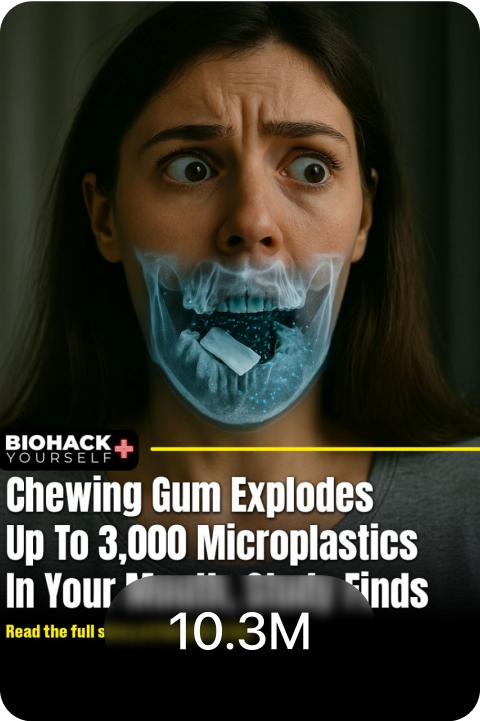 BIOHACK
YOURSELF
Chewing Gum Explodes
Up To 3,000 Microplastics
In Your Finds
Read the full
10.3M